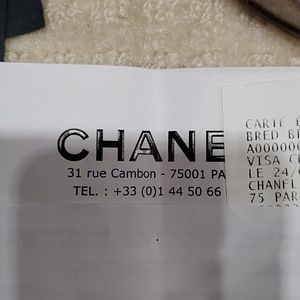 CHANE
31 rue Cambon - 75001 PA
TEL. : +33 (0)1 44 50 66
CARTE B
BRED B
A000000
VISA C
LE 24/
CHANEL
75 PAR